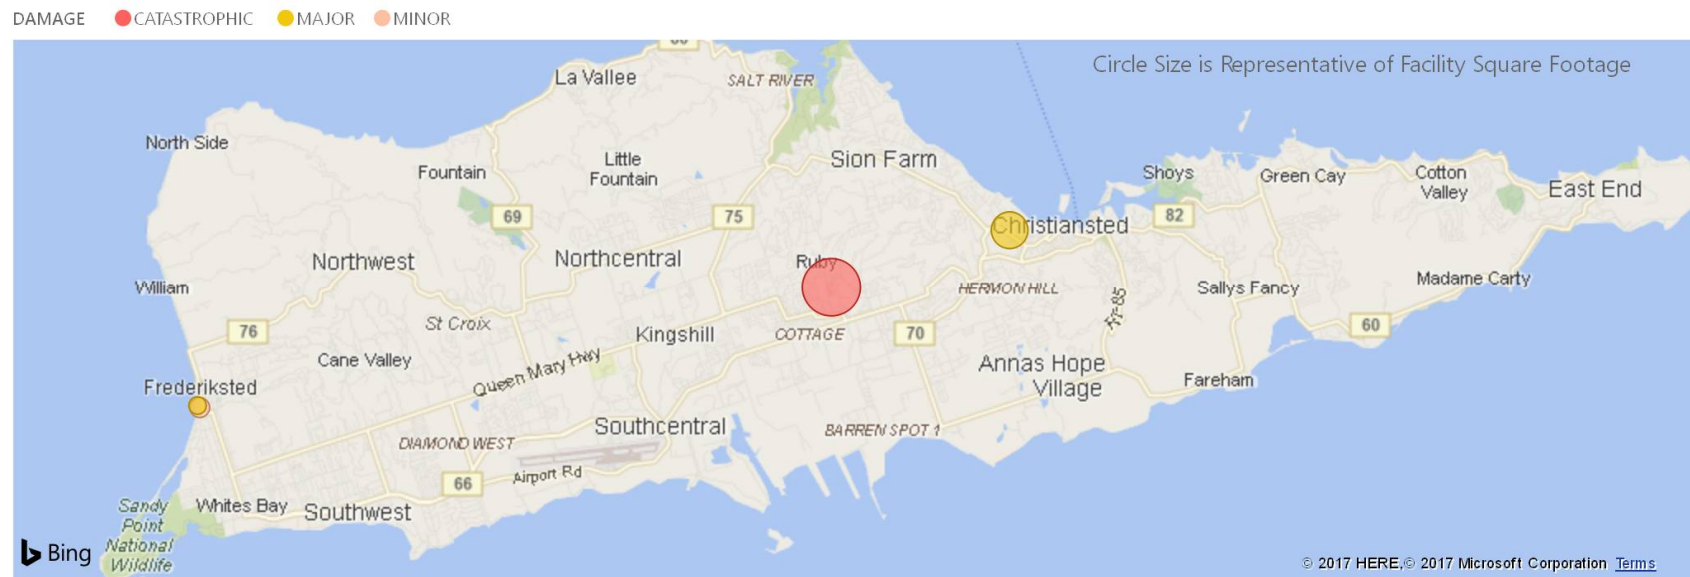 DAMAGE CATASTROPHIC MAJOR MINOR
Circle Size is Representative of Facility Square Footage
La Vallee
SALT RIVER
North Side
Sion Farm
Little
Fountain
Fountain
Shoys
Green Cay
Cotton
Valley
East End
69
75
82
Christiansted
Northwest
Northcentral
Ruby
William
HERMON HILL
Sallys Fancy
Madame Carty
St Croix
76
Kingshill
COTTAGE
70
60
Cane Valley
Queen Mary Hwy
Annas Hope
Village
Fareham
Frederiksted
Southcentral
BARREN SPOT 1
DIAMOND WEST
66
Airport Rd
Whites Bay
Southwest
Sandy
Point
National
Wildlife
Bing
© 2017 HERE,© 2017 Microsoft Corporation Terms